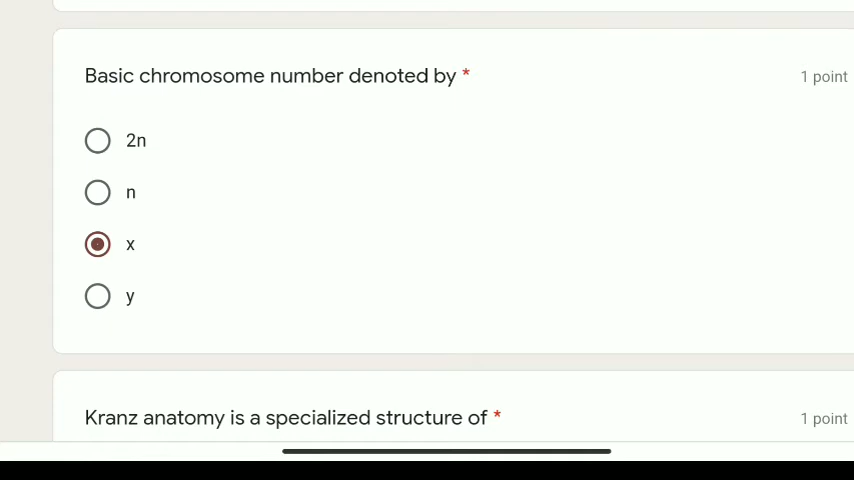 Basic chromosome number denoted by *
1 point
2n
n
x
y
Kranz anatomy is a specialized structure of *
1 point